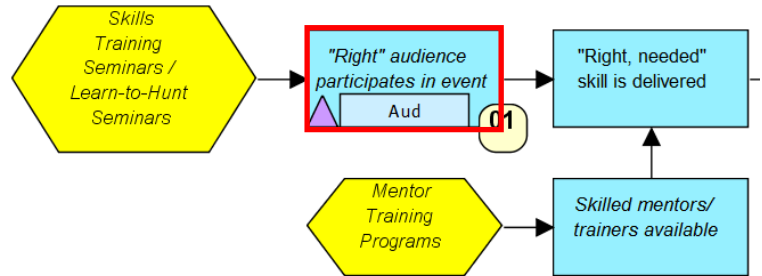 Skills
Training
Seminars /
Learn-to-Hunt
Seminars
"Right" audience
participates in event
Aud
01
"Right, needed"
skill is delivered
Mentor
Training
Programs
Skilled mentors/
trainers available